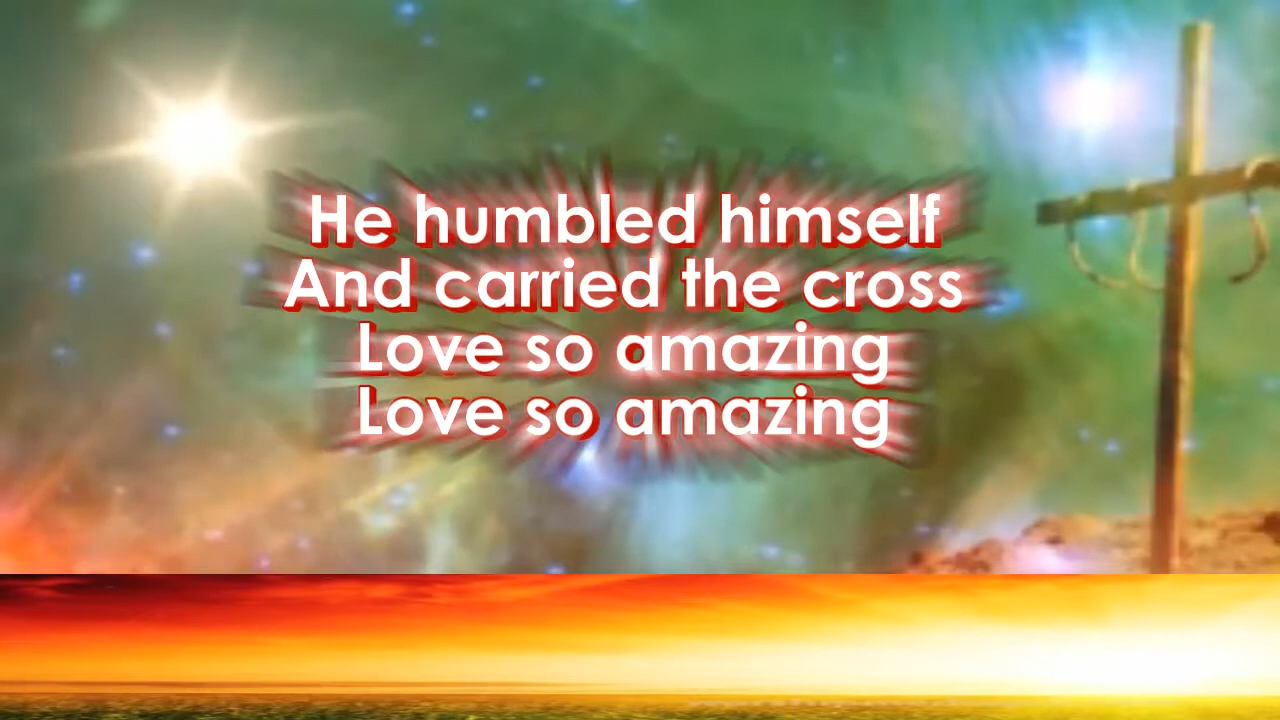 He humbled himself
And carried the cross
Love so amazing
Love so amazing